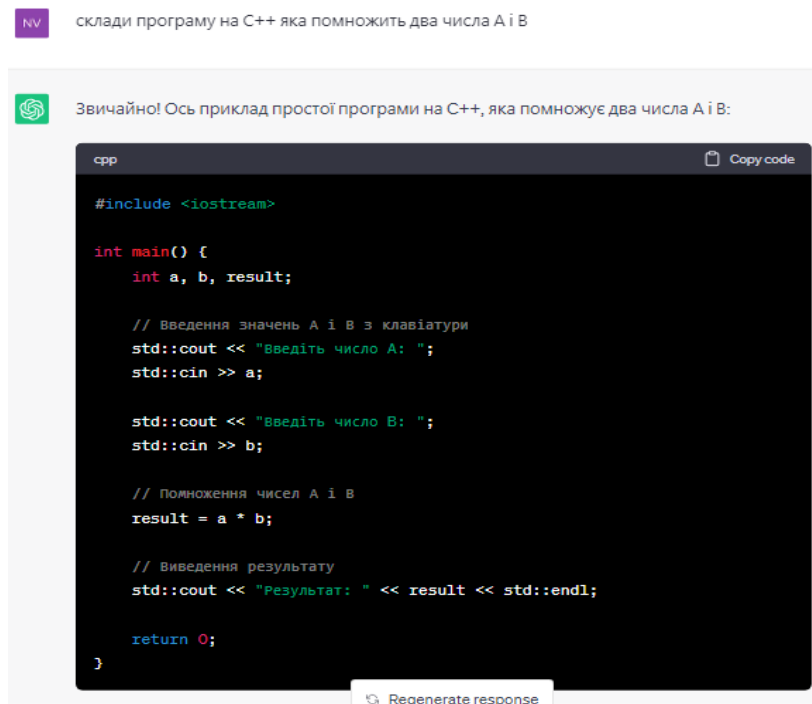 NV
склади програму на C++ яка помножить два числа А і В
Звичайно! Ось приклад простої програми на C++, яка помножує два числа А і В:
cpp
Copy code
#include <iostream>
int main() {
    int a, b, result;
    // Введення значень А і В з клавіатури
    std::cout << "Введіть число А: ";
    std::cin >> a;
    std::cout << "Введіть число В: ";
    std::cin >> b;
    // Помноження чисел А і В
    result = a * b;
    // Виведення результату
    std::cout << "Результат: " << result << std::endl;
    return 0;
}
Regenerate response